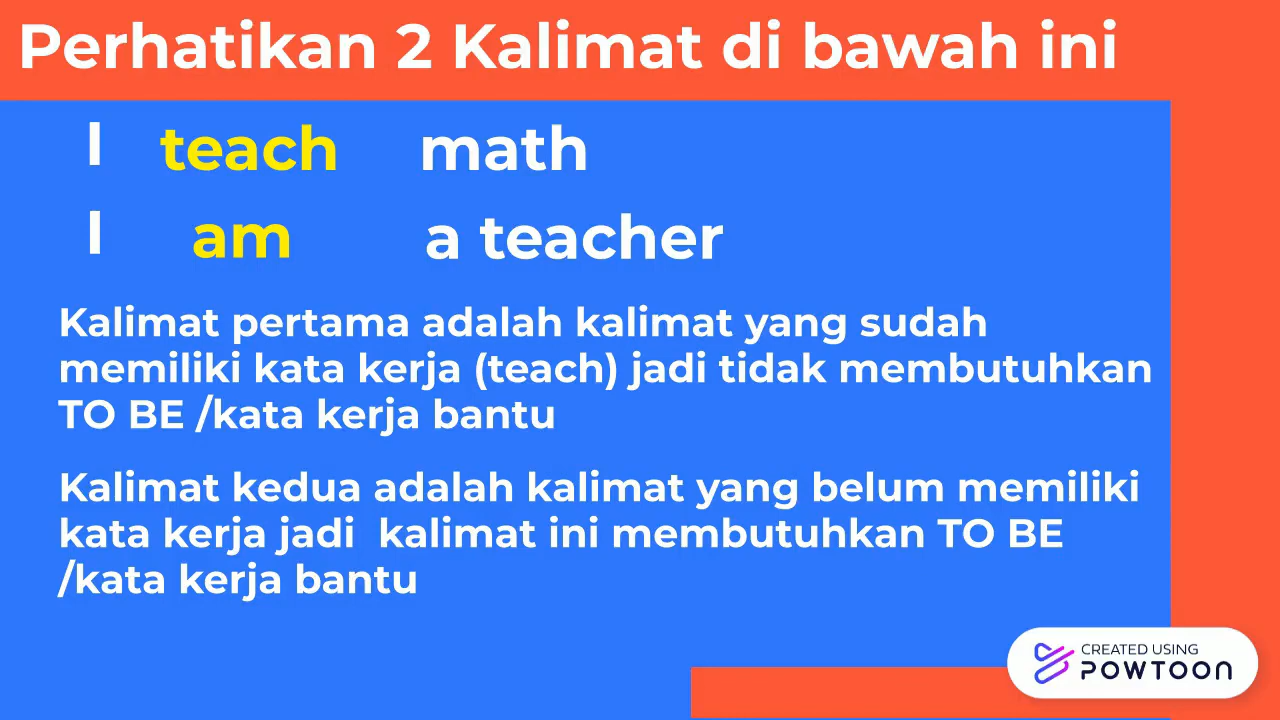 Perhatikan 2 Kalimat di bawah ini
I teach math
I am a teacher
Kalimat pertama adalah kalimat yang sudah
memiliki kata kerja (teach) jadi tidak membutuhkan
TO BE /kata kerja bantu
Kalimat kedua adalah kalimat yang belum memiliki
kata kerja jadi kalimat ini membutuhkan TO BE
/kata kerja bantu
CREATED USING
POWTOON